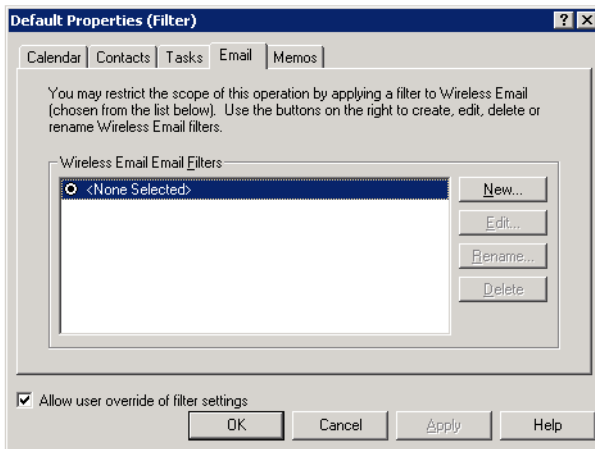 Default Properties (Filter)
Calendar Contacts Tasks Email Memos
You may restrict the scope of this operation by applying a filter to Wireless Email
(chosen from the list below). Use the buttons on the right to create, edit, delete or
rename Wireless Email filters.
Wireless Email Email Filters
<None Selected>
New...
Edit...
Rename...
Delete
Allow user override of filter settings
OK Cancel Apply Help